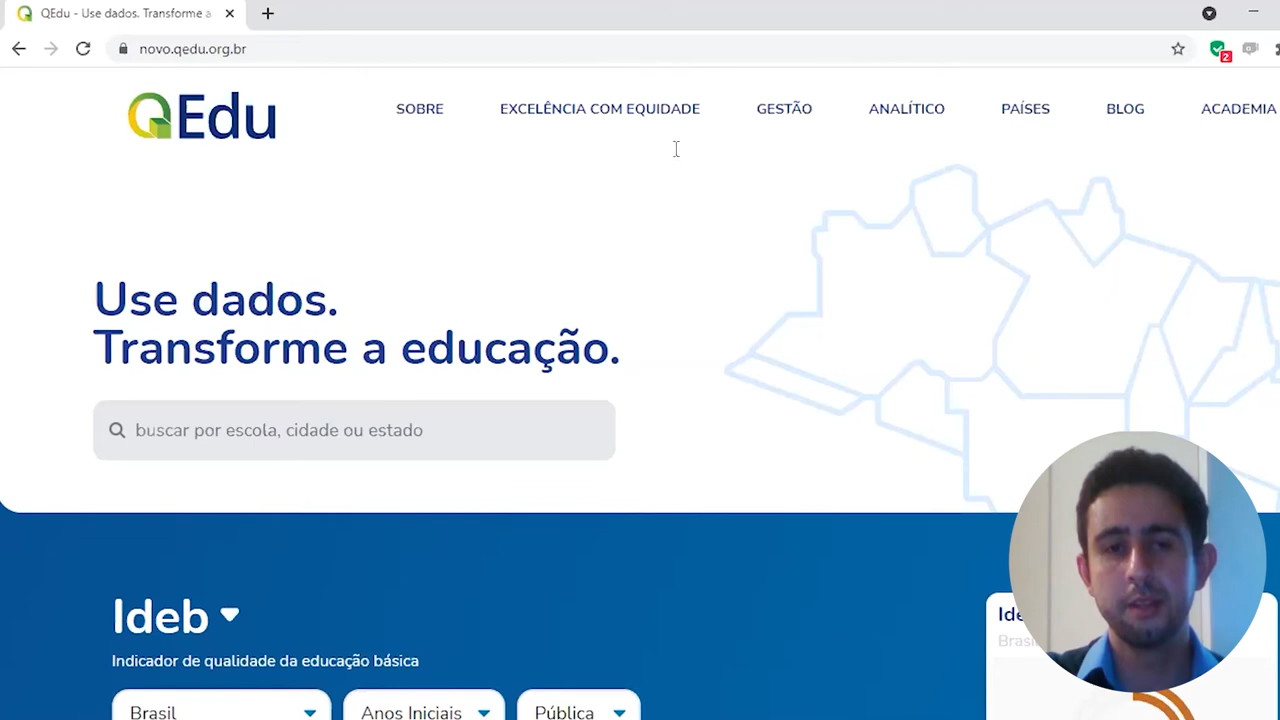 QEdu - Use dados. Transforme a
novo.qedu.org.br
2
QEdu
SOBRE
EXCELÊNCIA COM EQUIDADE
GESTÃO
ANALÍTICO
PAÍSES
BLOG
ACADEMIA
Use dados.
Transforme a educação.
buscar por escola, cidade ou estado
Ideb
Indicador de qualidade da educação básica
Brasil
Anos Iniciais
Pública